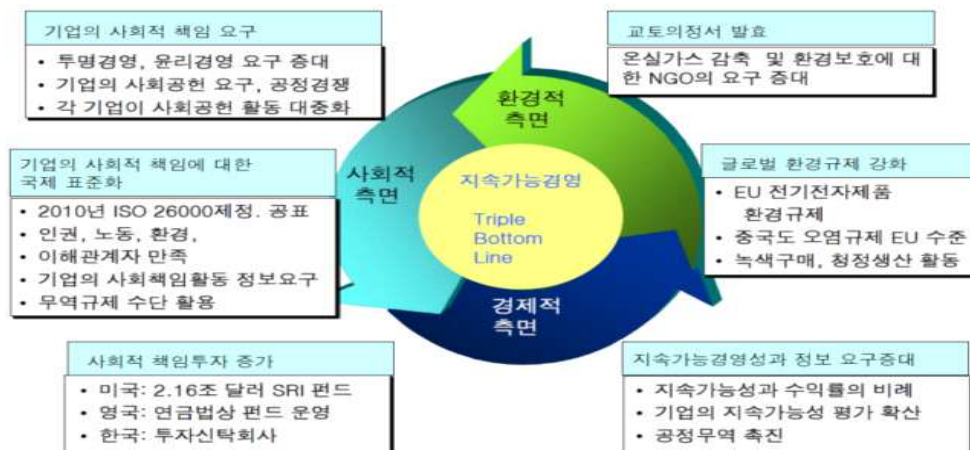 기업의 사회적 책임 요구
• 투명경영, 윤리경영 요구 증대
• 기업의 사회공헌 요구, 공정경쟁
• 각 기업이 사회공헌 활동 대중화
교토의정서 발효
온실가스 감축 및 환경보호에 대
한 NGO의 요구 증대
환경적
측면
기업의 사회적 책임에 대한
국제 표준화
• 2010년 ISO 26000제정. 공표
• 인권, 노동, 환경,
• 이해관계자 만족
• 기업의 사회책임활동 정보요구
• 무역규제 수단 활용
사회적
측면
지속가능경영
Triple
Bottom
Line
글로벌 환경규제 강화
• EU 전기전자제품
환경규제
• 중국도 오염규제 EU 수준
• 녹색구매, 청정생산 활동
경제적
측면
사회적 책임투자 증가
• 미국: 2.16조 달러 SRI 펀드
• 영국: 연금법상 펀드 운영
• 한국: 투자신탁회사
지속가능경영성과 정보 요구증대
• 지속가능성과 수익률의 비례
• 기업의 지속가능성 평가 확산
• 공정무역 촉진